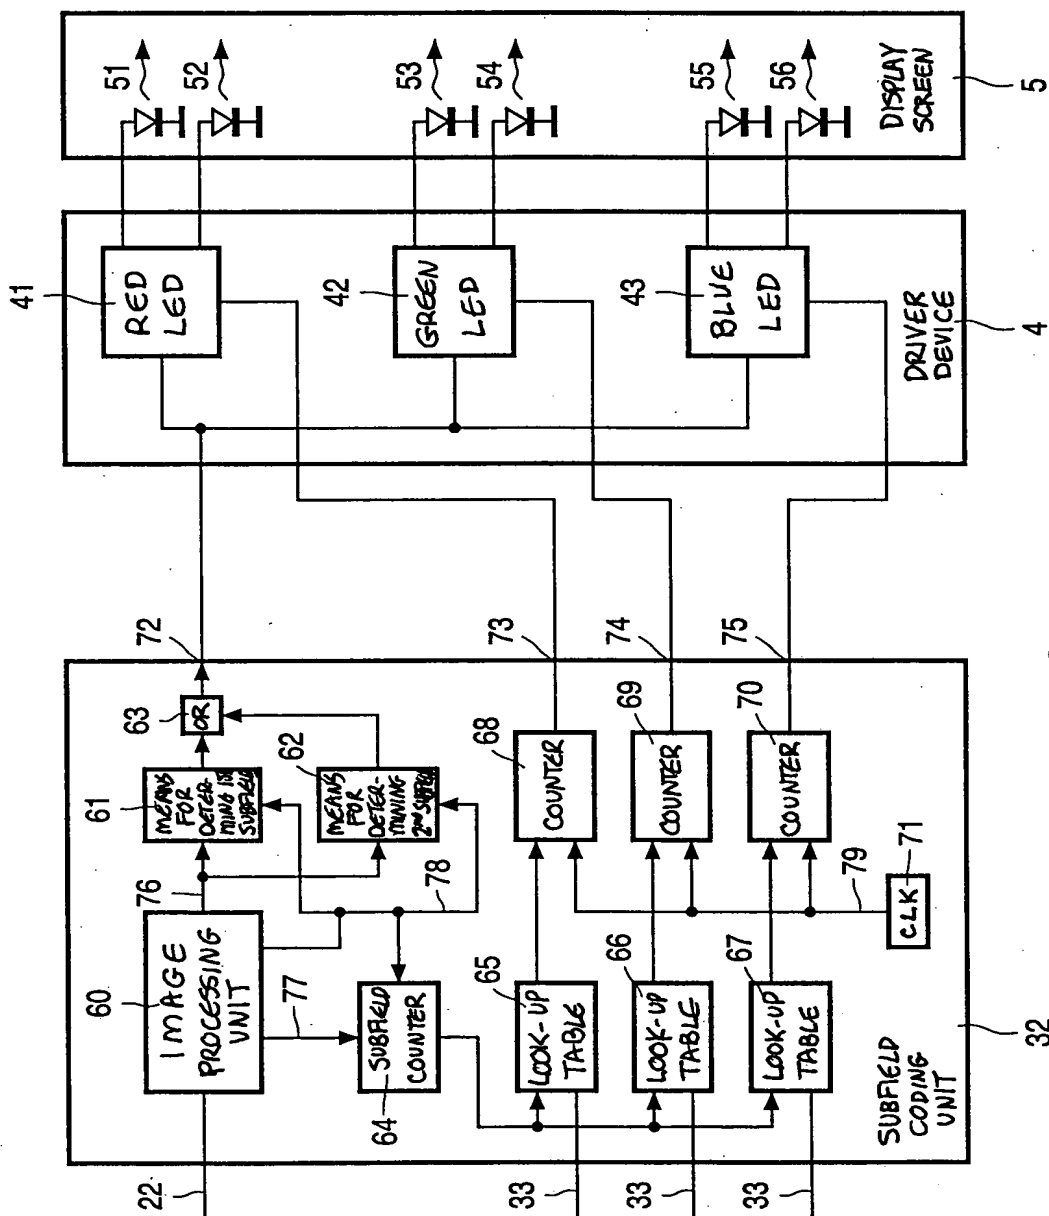 22
60
IMAGE
PROCESSING
UNIT
76
61
MEANS
FOR
DETER-
MING 1ST
SUBFIELD
63
OR
72
41
RED
LED
51
52
77
64
SUBFIELD
COUNTER
78
62
MEANS
FOR
DETER-
MINING
2ND SUBFIELD
42
GREEN
LED
53
54
33
65
LOOK-UP
TABLE
68
COUNTER
73
33
66
LOOK-UP
TABLE
69
COUNTER
74
43
BLUE
LED
55
56
33
67
LOOK-UP
TABLE
79
70
COUNTER
75
CLK
71
SUBFIELD
CODING
UNIT
32
DRIVER
DEVICE
4
DISPLAY
SCREEN
5